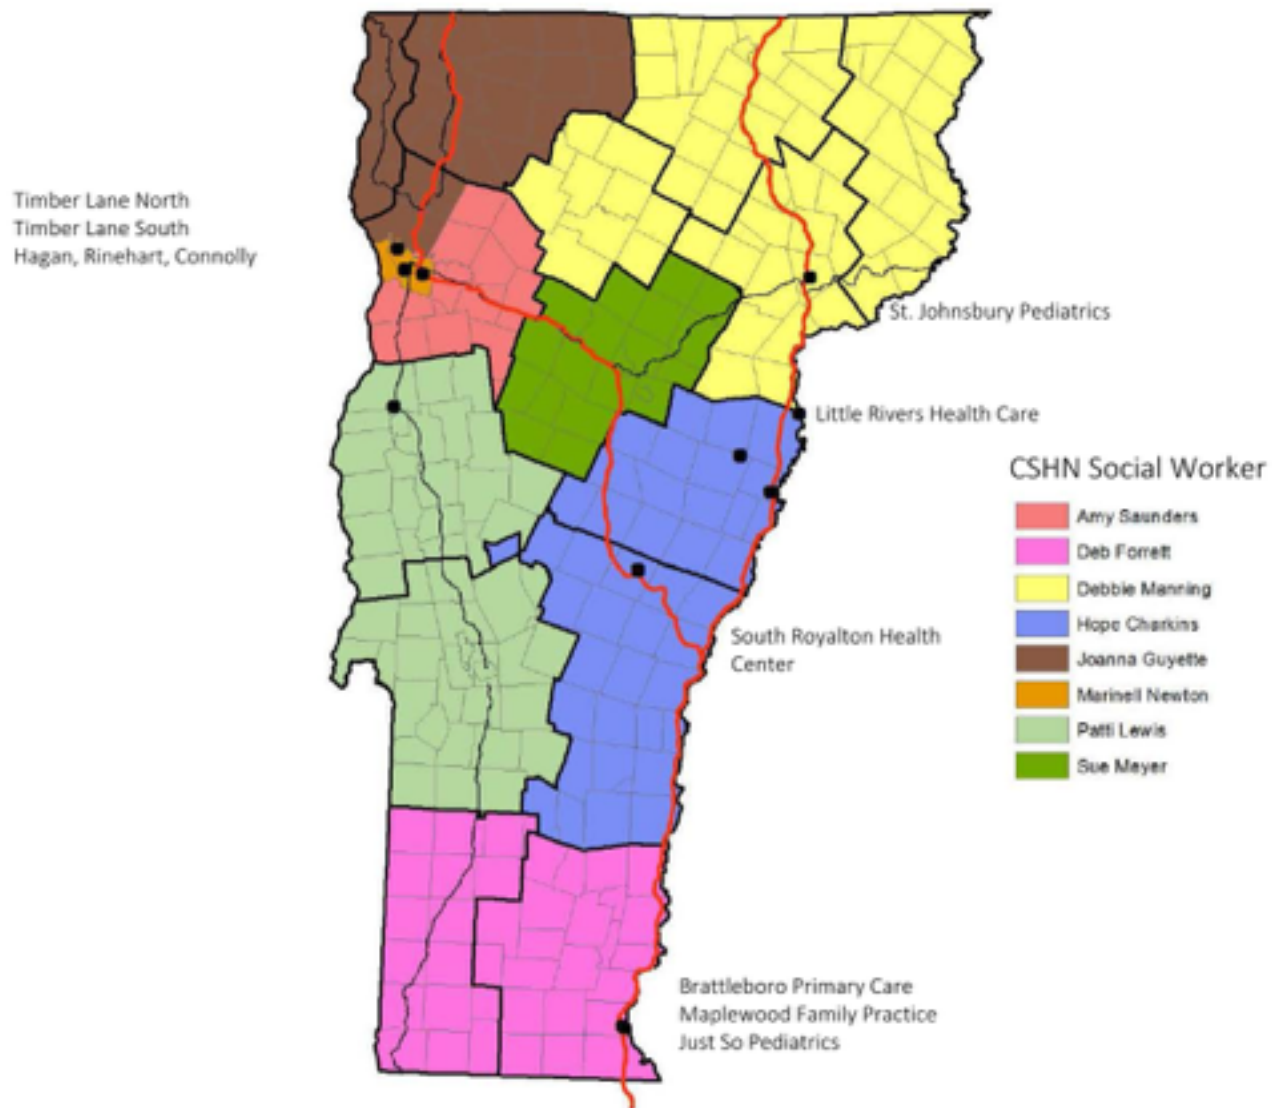 Timber Lane North
Timber Lane South
Hagan, Rinehart, Connolly
St. Johnsbury Pediatrics
Little Rivers Health Care
CSHN Social Worker
Amy Saunders
Deb Forrett
Debbie Manning
Hope Charkins
Joanna Guyette
Marinell Newton
Patti Lewis
Sue Meyer
South Royalton Health
Center
Brattleboro Primary Care
Maplewood Family Practice
Just So Pediatrics